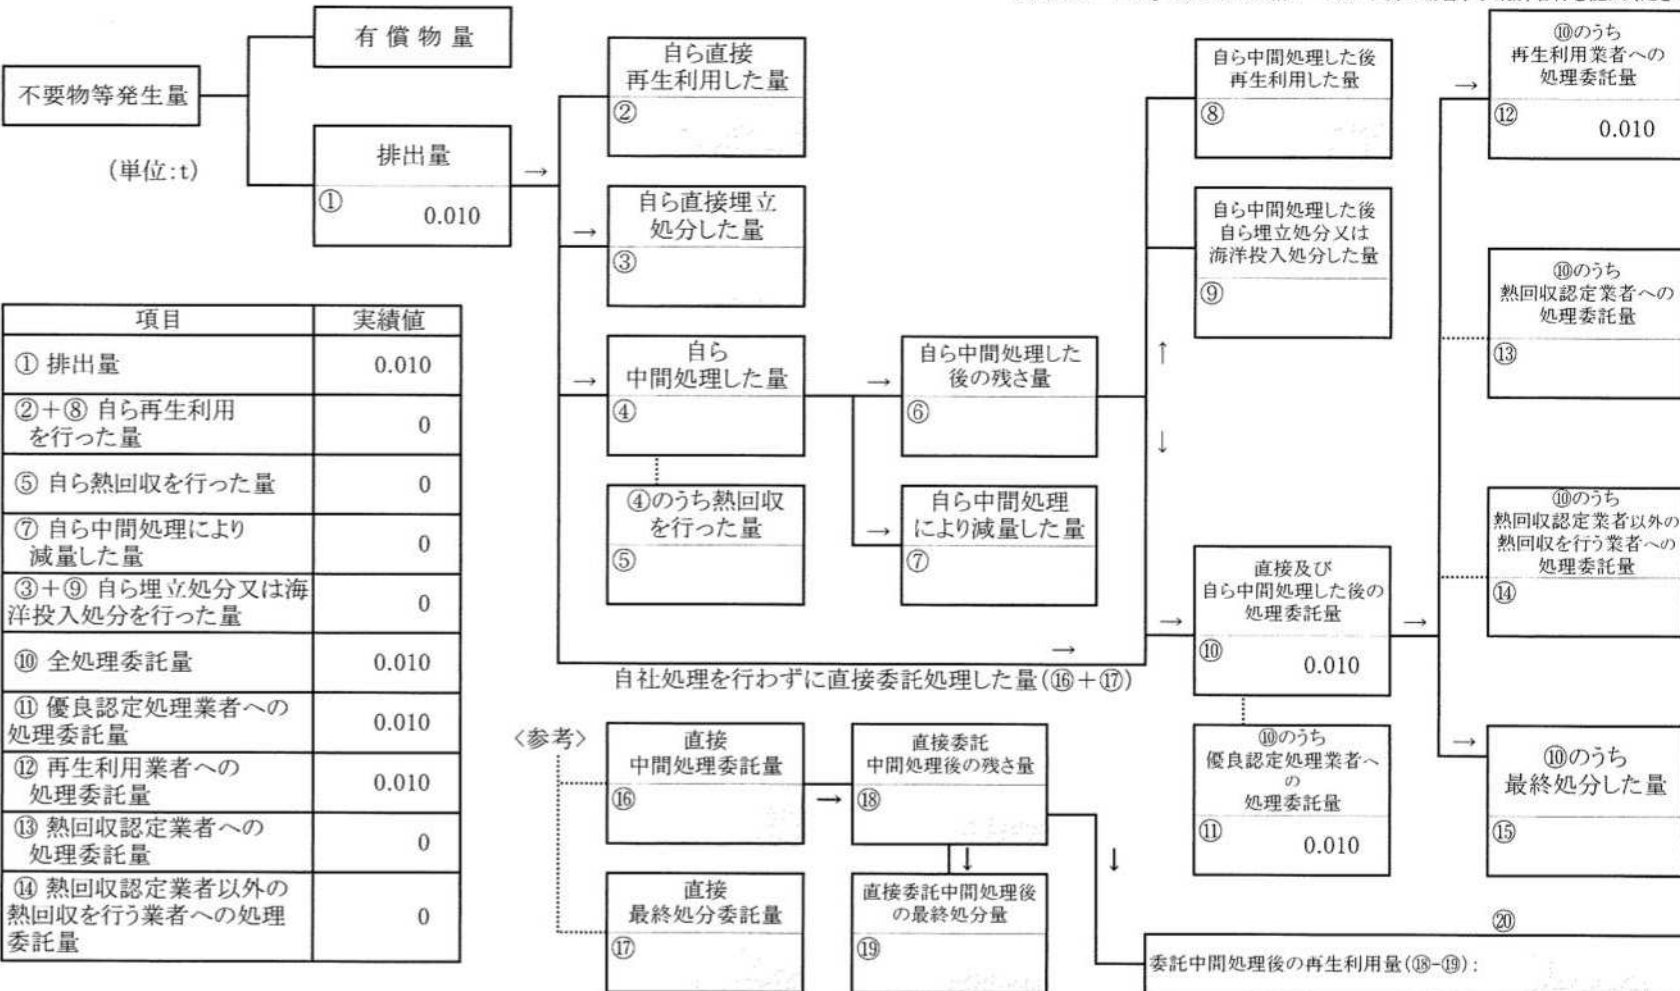 有償物量
不要物等発生量
(単位:t)
排出量
①
0.010
→
自ら直接
再生利用した量
②
→
自ら直接埋立
処分した量
③
→
自ら
中間処理した量
④
④のうち熱回収
を行った量
⑤
→
自ら中間処理した
後の残さ量
⑥
→
自ら中間処理
により減量した量
⑦
自ら中間処理した後
再生利用した量
⑧
自ら中間処理した後
自ら埋立処分又は
海洋投入処分した量
⑨
↑
↓
→
自社処理を行わずに直接委託処理した量(⑯+⑰)
→
直接及び
自ら中間処理した後の
処理委託量
⑩
0.010
→
⑩のうち
優良認定処理業者へ
の
処理委託量
⑪
0.010
→
⑩のうち
再生利用業者への
処理委託量
⑫
0.010
⑩のうち
熱回収認定業者への
処理委託量
⑬
⑩のうち
熱回収認定業者以外の
熱回収を行う業者への
処理委託量
⑭
→
⑩のうち
最終処分した量
⑮
項目 実績値
① 排出量 0.010
②+⑧ 自ら再生利用
を行った量 0
⑤ 自ら熱回収を行った量 0
⑦ 自ら中間処理により
減量した量 0
③+⑨ 自ら埋立処分又は海
洋投入処分を行った量 0
⑩ 全処理委託量 0.010
⑪ 優良認定処理業者への
処理委託量 0.010
⑫ 再生利用業者への
処理委託量 0.010
⑬ 熱回収認定業者への
処理委託量 0
⑭ 熱回収認定業者以外の
熱回収を行う業者への処理
委託量 0
〈参考〉
直接
中間処理委託量
⑯
→
直接委託
中間処理後の残さ量
⑱
↓
↓
直接
最終処分委託量
⑰
直接委託中間処理後
の最終処分量
⑲
⑳
委託中間処理後の再生利用量(⑱-⑲):